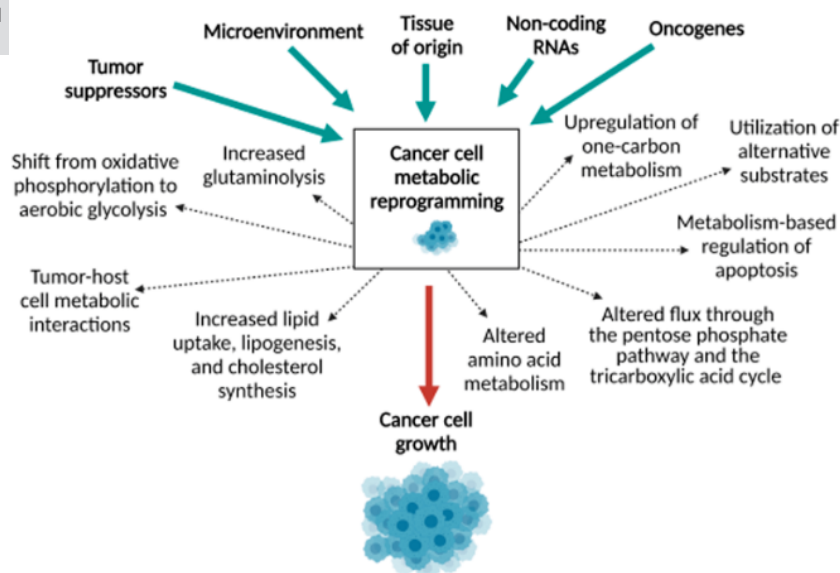 Microenvironment
Tissue
of origin
Non-coding
RNAs
Oncogenes
Tumor
suppressors
Cancer cell
metabolic
reprogramming
Shift from oxidative
phosphorylation to
aerobic glycolysis
Increased
glutaminolysis
Upregulation of
one-carbon
metabolism
Utilization of
alternative
substrates
Metabolism-based
regulation of
apoptosis
Tumor-host
cell metabolic
interactions
Increased lipid
uptake, lipogenesis,
and cholesterol
synthesis
Altered
amino acid
metabolism
Altered flux through
the pentose phosphate
pathway and the
tricarboxylic acid cycle
Cancer cell
growth